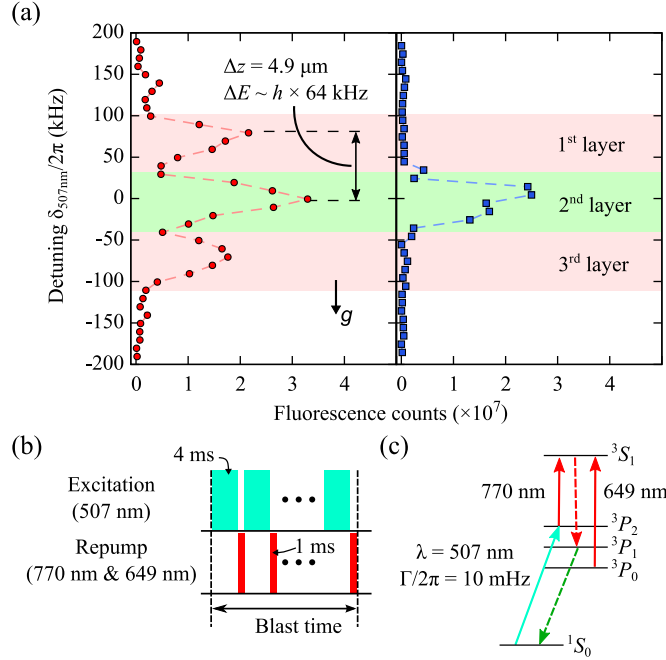 (a)
200
150
100
50
0
-50
-100
-150
-200
Detuning δ507nm/2π (kHz)
Δz = 4.9 μm
ΔE ~ h × 64 kHz
g
1st layer
2nd layer
3rd layer
0 1 2 3 4 0 1 2 3 4
Fluorescence counts (×10^7)
(b)
4 ms
Excitation
(507 nm)
1 ms
Repump
(770 nm & 649 nm)
Blast time
(c)
3S1
770 nm 649 nm
3P2
3P1
3P0
λ = 507 nm
Γ/2π = 10 mHz
1S0